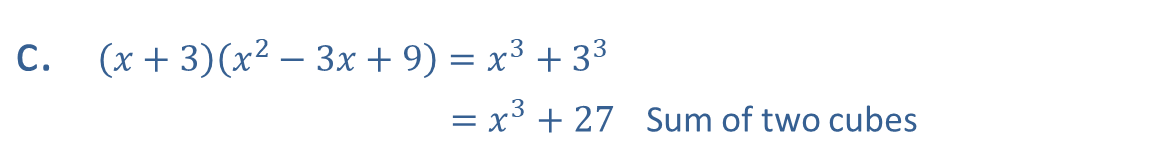 c. (x + 3)(x² − 3x + 9) = x³ + 3³
= x³ + 27 Sum of two cubes